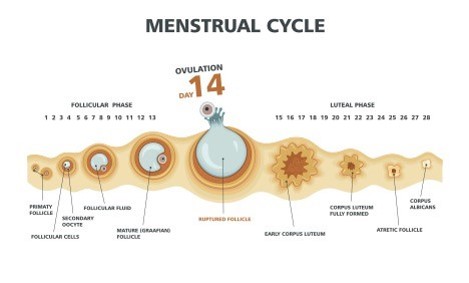 MENSTRUAL CYCLE
OVULATION
DAY 14
FOLLICULAR PHASE
LUTEAL PHASE
1 2 3 4 5 6 7 8 9 10 11 12 13
15 16 17 18 19 20 21 22 23 24 25 26 27 28
PRIMATY
FOLLICLE
SECONDARY
OOCYTE
FOLLICULAR CELLS
FOLLICULAR FLUID
MATURE (GRAAFIAN)
FOLLICLE
RUPTURED FOLLICLE
EARLY CORPUS LUTEUM
CORPUS LUTEUM
FULLY FORMED
ATRETIC FOLLICLE
CORPUS
ALBICANS